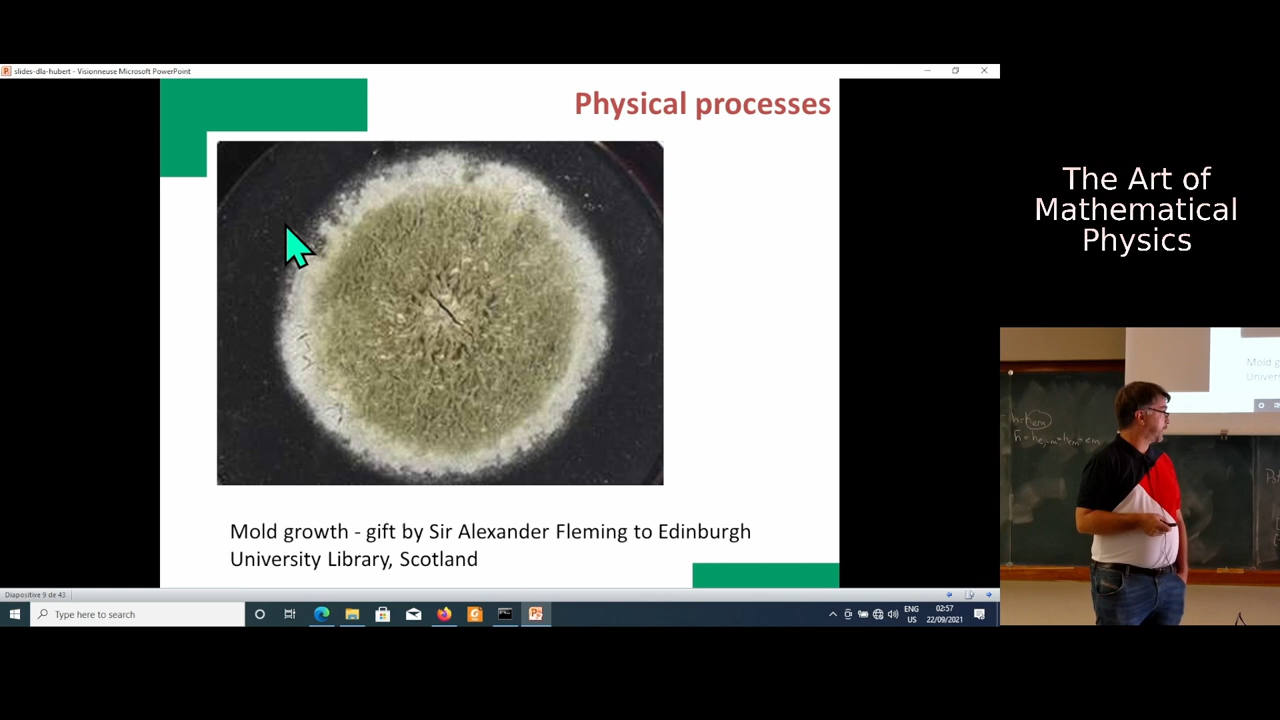 slides-dla-hubert - Visionneuse Microsoft PowerPoint
Physical processes
Mold growth - gift by Sir Alexander Fleming to Edinburgh
University Library, Scotland
Diapositive 9 de 43
Type here to search
ENG
US
02:57
22/09/2021
The Art of
Mathematical
Physics
Mold g
Univer